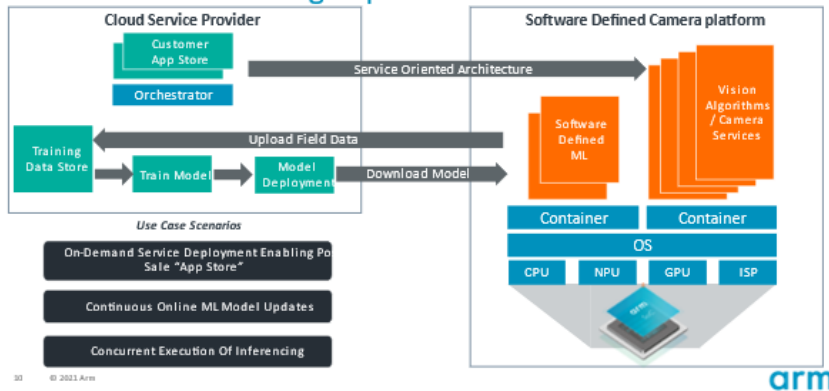 Cloud Service Provider
Software Defined Camera platform
Customer
App Store
Orchestrator
Service Oriented Architecture
Vision
Algorithms
/ Camera
Services
Software
Defined
ML
Upload Field Data
Training
Data Store
Train Model
Model
Deployment
Download Model
Use Case Scenarios
Container
Container
OS
CPU
NPU
GPU
ISP
On-Demand Service Deployment Enabling Po
Sale “App Store”
Continuous Online ML Model Updates
Concurrent Execution Of Inferencing
arm
10 © 2021 Arm
arm